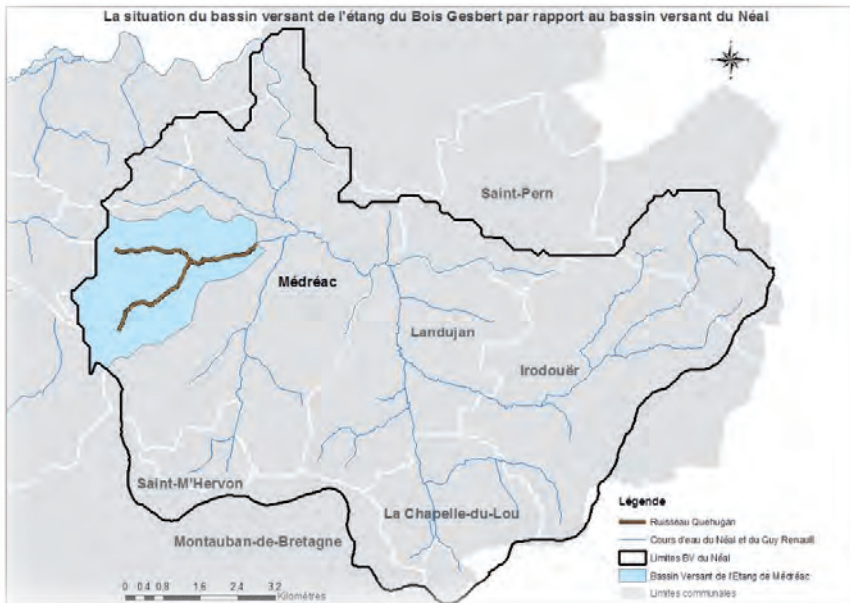 La situation du bassin versant de l'étang du Bois Gesbert par rapport au bassin versant du Néal
Saint-Pern
Médréac
Landujan
Irodouër
Saint-M'Hervon
La Chapelle-du-Lou
Montauban-de-Bretagne
Légende
Ruisseau Quehugan
Cours d'eau du Néal et du Guy Renault
Limites BV du Néal
Bassin Versant de l'Etang de Médréac
Limites communales
0 0.4 0.8 1.6 2.4 3.2
Kilomètres